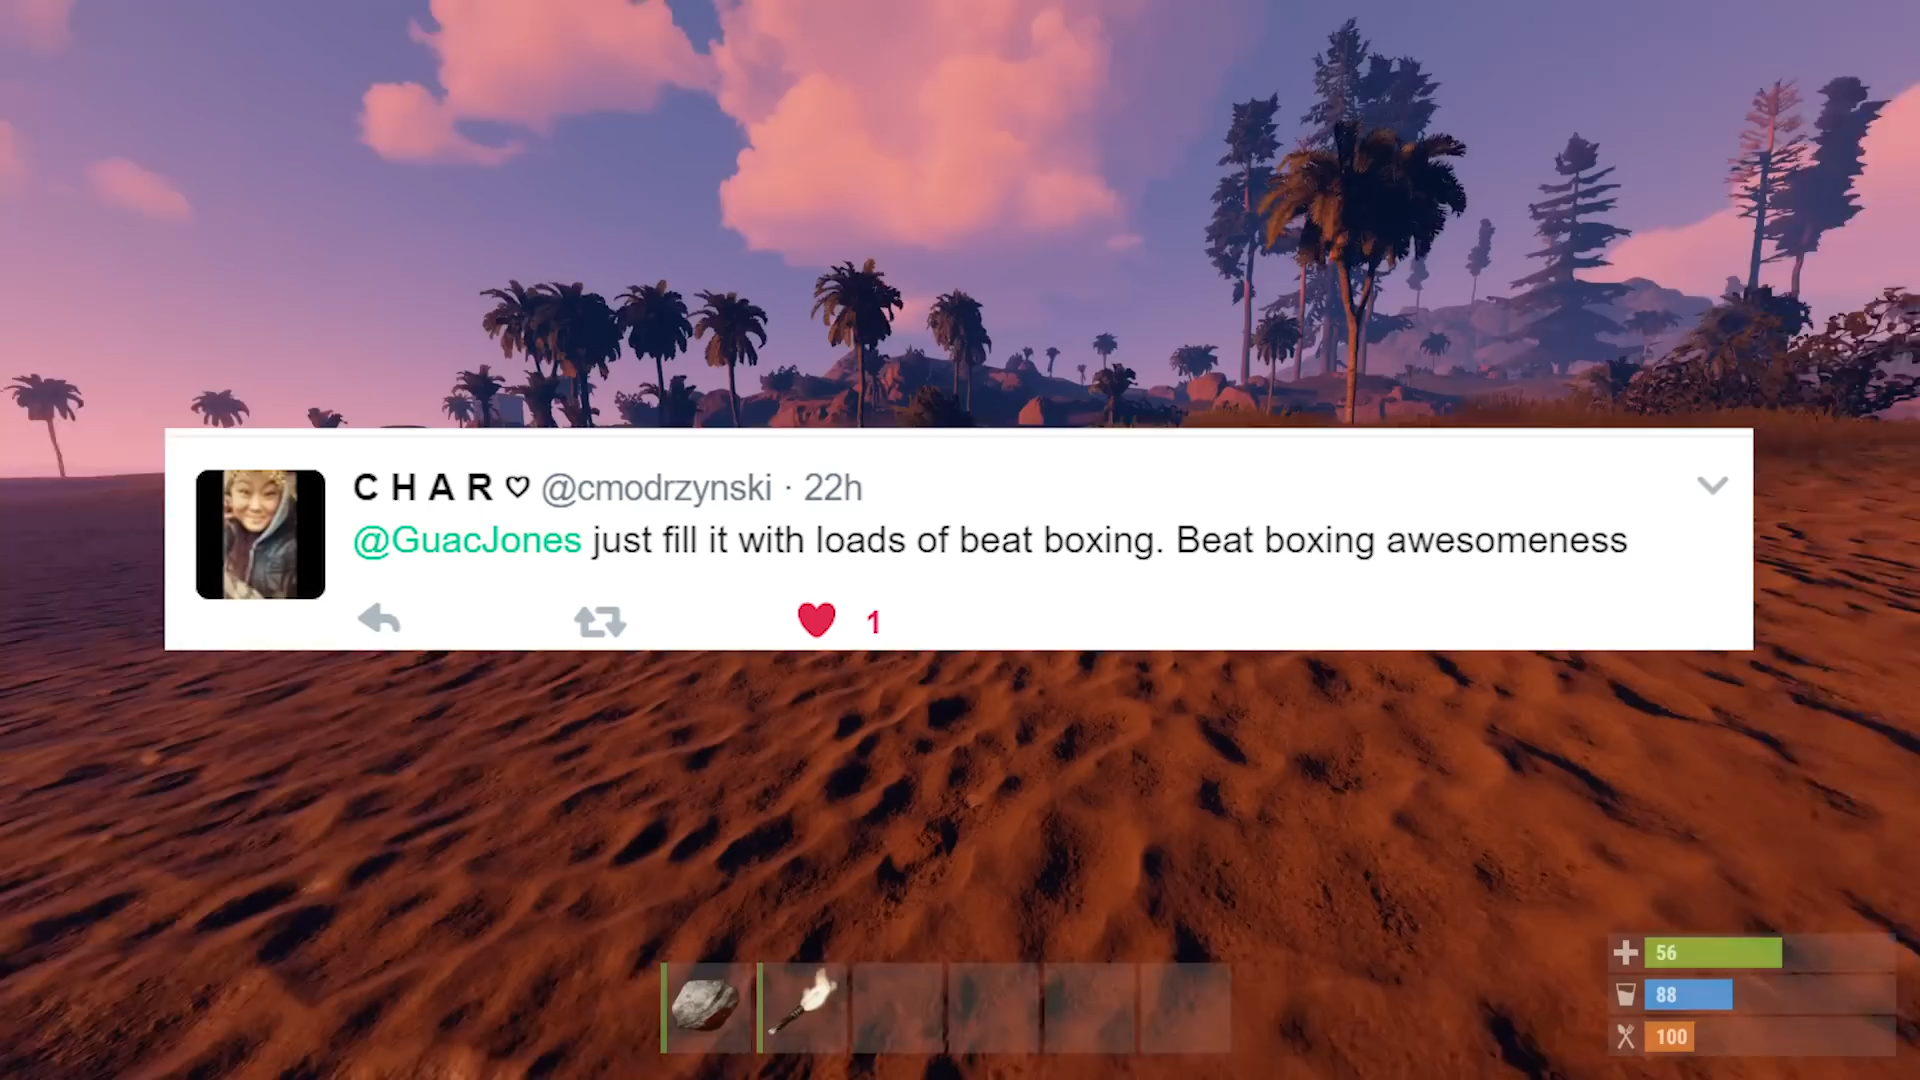 C H A R ♡ @cmodrzynski · 22h
@GuacJones just fill it with loads of beat boxing. Beat boxing awesomeness
1
56
88
100